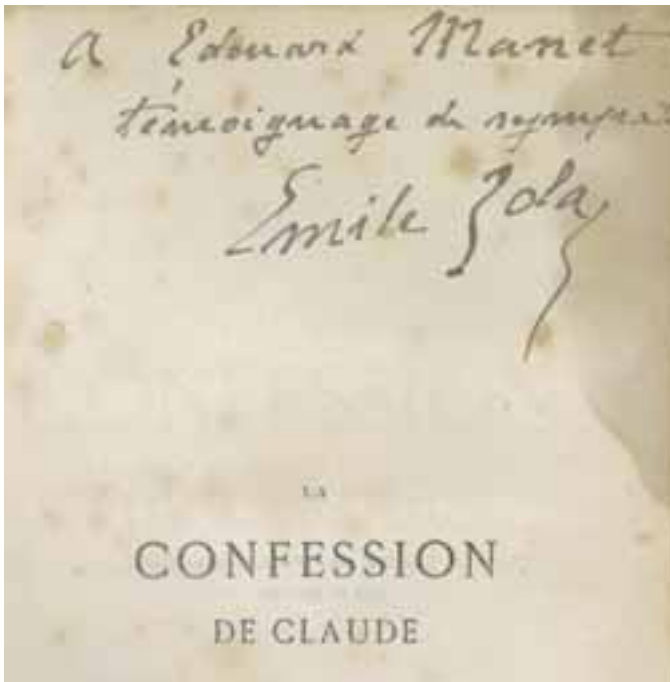 A Edouard Manet
témoignage de
Emile Zola
LA
CONFESSION
DE CLAUDE